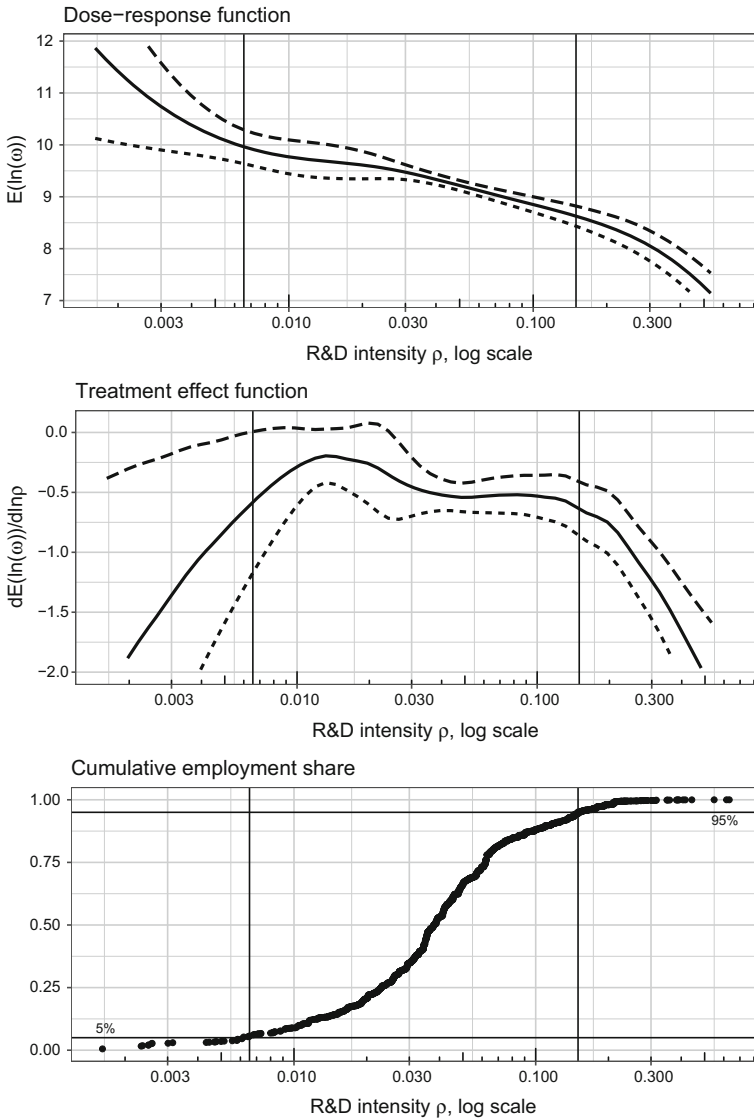 Dose−response function
12
11
10
9
8
7
E(ln(ω))
0.003 0.010 0.030 0.100 0.300
R&D intensity ρ, log scale
Treatment effect function
0.0
−0.5
−1.0
−1.5
−2.0
dE(ln(ω))/dlnρ
0.003 0.010 0.030 0.100 0.300
R&D intensity ρ, log scale
Cumulative employment share
1.00
95%
0.75
0.50
0.25
5%
0.00
0.003 0.010 0.030 0.100 0.300
R&D intensity ρ, log scale